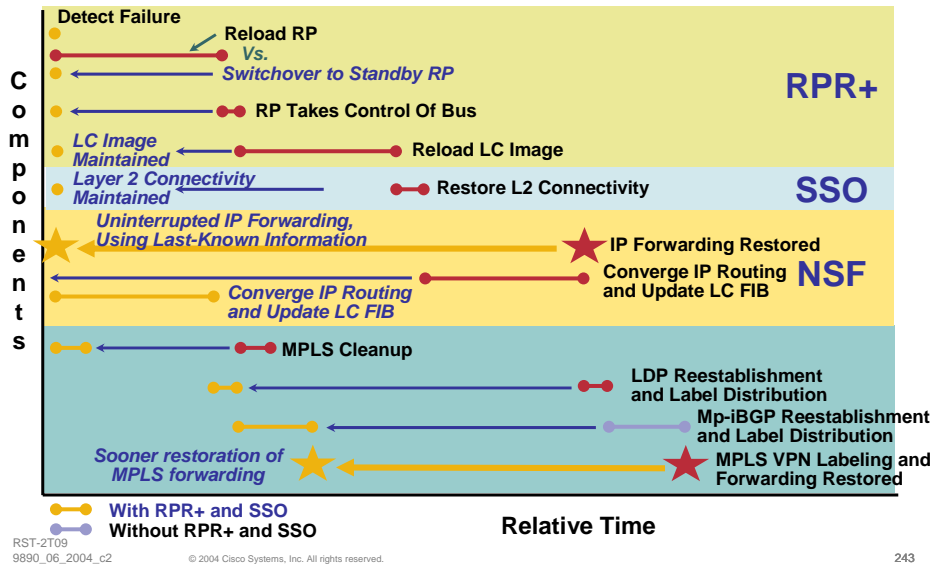 Detect Failure
Reload RP
Vs.
Switchover to Standby RP
RPR+
RP Takes Control Of Bus
LC Image
Maintained
Reload LC Image
Layer 2 Connectivity
Maintained
Restore L2 Connectivity
SSO
Uninterrupted IP Forwarding,
Using Last-Known Information
IP Forwarding Restored
Converge IP Routing
and Update LC FIB
NSF
Converge IP Routing
and Update LC FIB
MPLS Cleanup
LDP Reestablishment
and Label Distribution
Mp-iBGP Reestablishment
and Label Distribution
Sooner restoration of
MPLS forwarding
MPLS VPN Labeling and
Forwarding Restored
Components
With RPR+ and SSO
Without RPR+ and SSO
Relative Time
RST-2T09
9890_06_2004_c2
© 2004 Cisco Systems, Inc. All rights reserved.
243